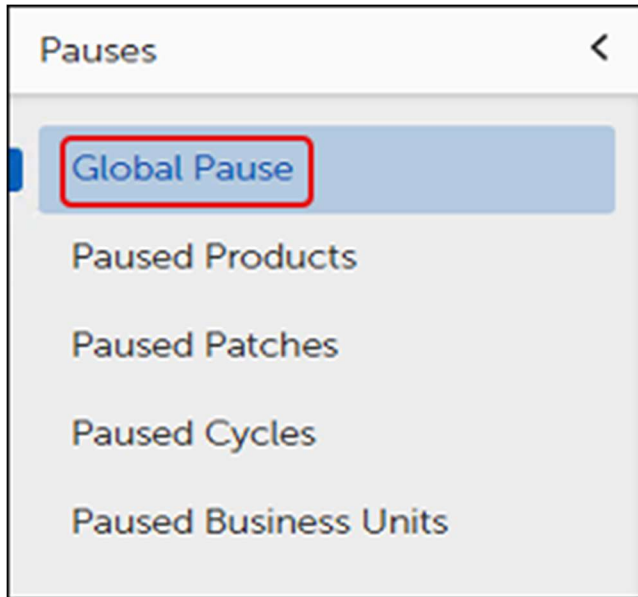 Pauses
Global Pause
Paused Products
Paused Patches
Paused Cycles
Paused Business Units